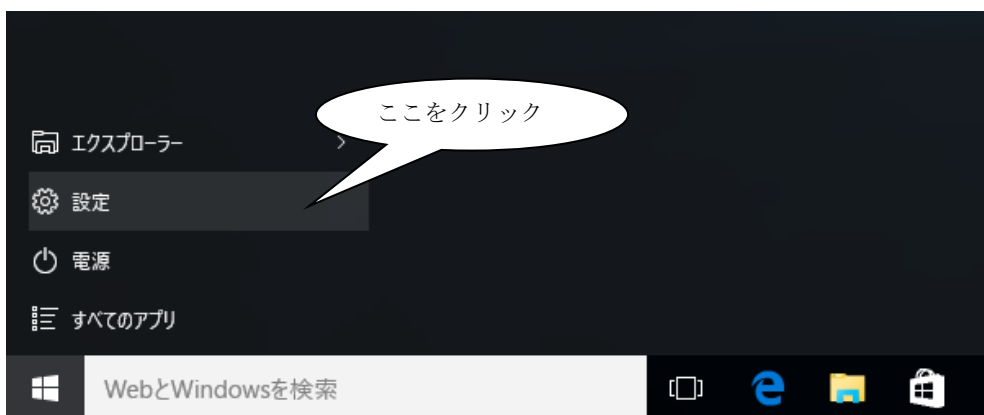 ここをクリック
エクスプローラー
設定
電源
すべてのアプリ
WebとWindowsを検索